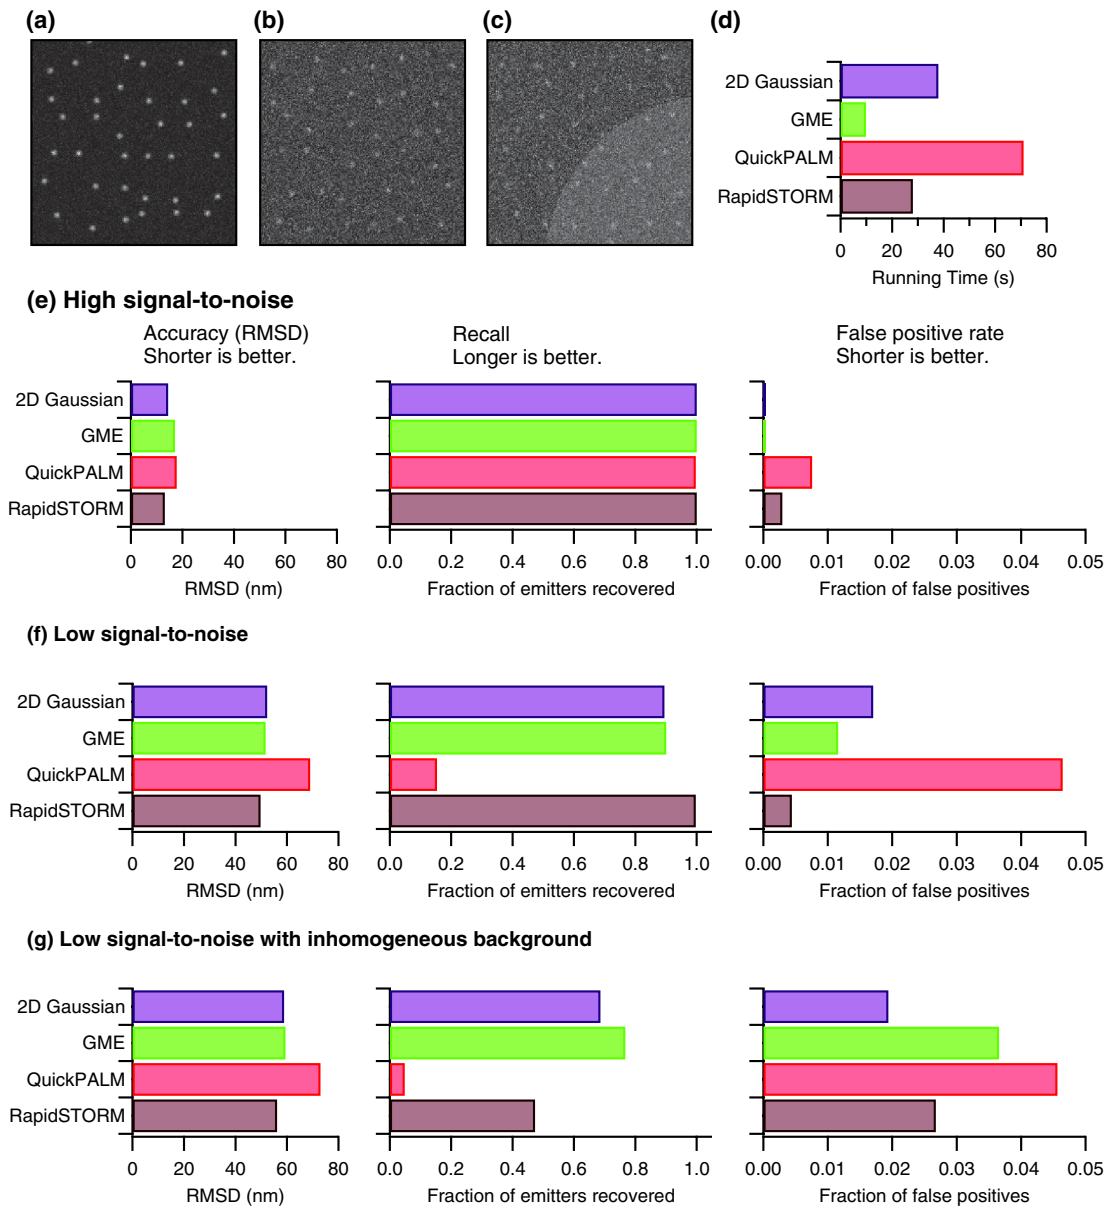 (a)
(b)
(c)
(d)
2D Gaussian
GME
QuickPALM
RapidSTORM
0 20 40 60 80
Running Time (s)
(e) High signal-to-noise
Accuracy (RMSD)
Shorter is better.
Recall
Longer is better.
False positive rate
Shorter is better.
2D Gaussian
GME
QuickPALM
RapidSTORM
0 20 40 60 80
RMSD (nm)
0.0 0.2 0.4 0.6 0.8 1.0
Fraction of emitters recovered
0.00 0.01 0.02 0.03 0.04 0.05
Fraction of false positives
(f) Low signal-to-noise
2D Gaussian
GME
QuickPALM
RapidSTORM
0 20 40 60 80
RMSD (nm)
0.0 0.2 0.4 0.6 0.8 1.0
Fraction of emitters recovered
0.00 0.01 0.02 0.03 0.04 0.05
Fraction of false positives
(g) Low signal-to-noise with inhomogeneous background
2D Gaussian
GME
QuickPALM
RapidSTORM
0 20 40 60 80
RMSD (nm)
0.0 0.2 0.4 0.6 0.8 1.0
Fraction of emitters recovered
0.00 0.01 0.02 0.03 0.04 0.05
Fraction of false positives